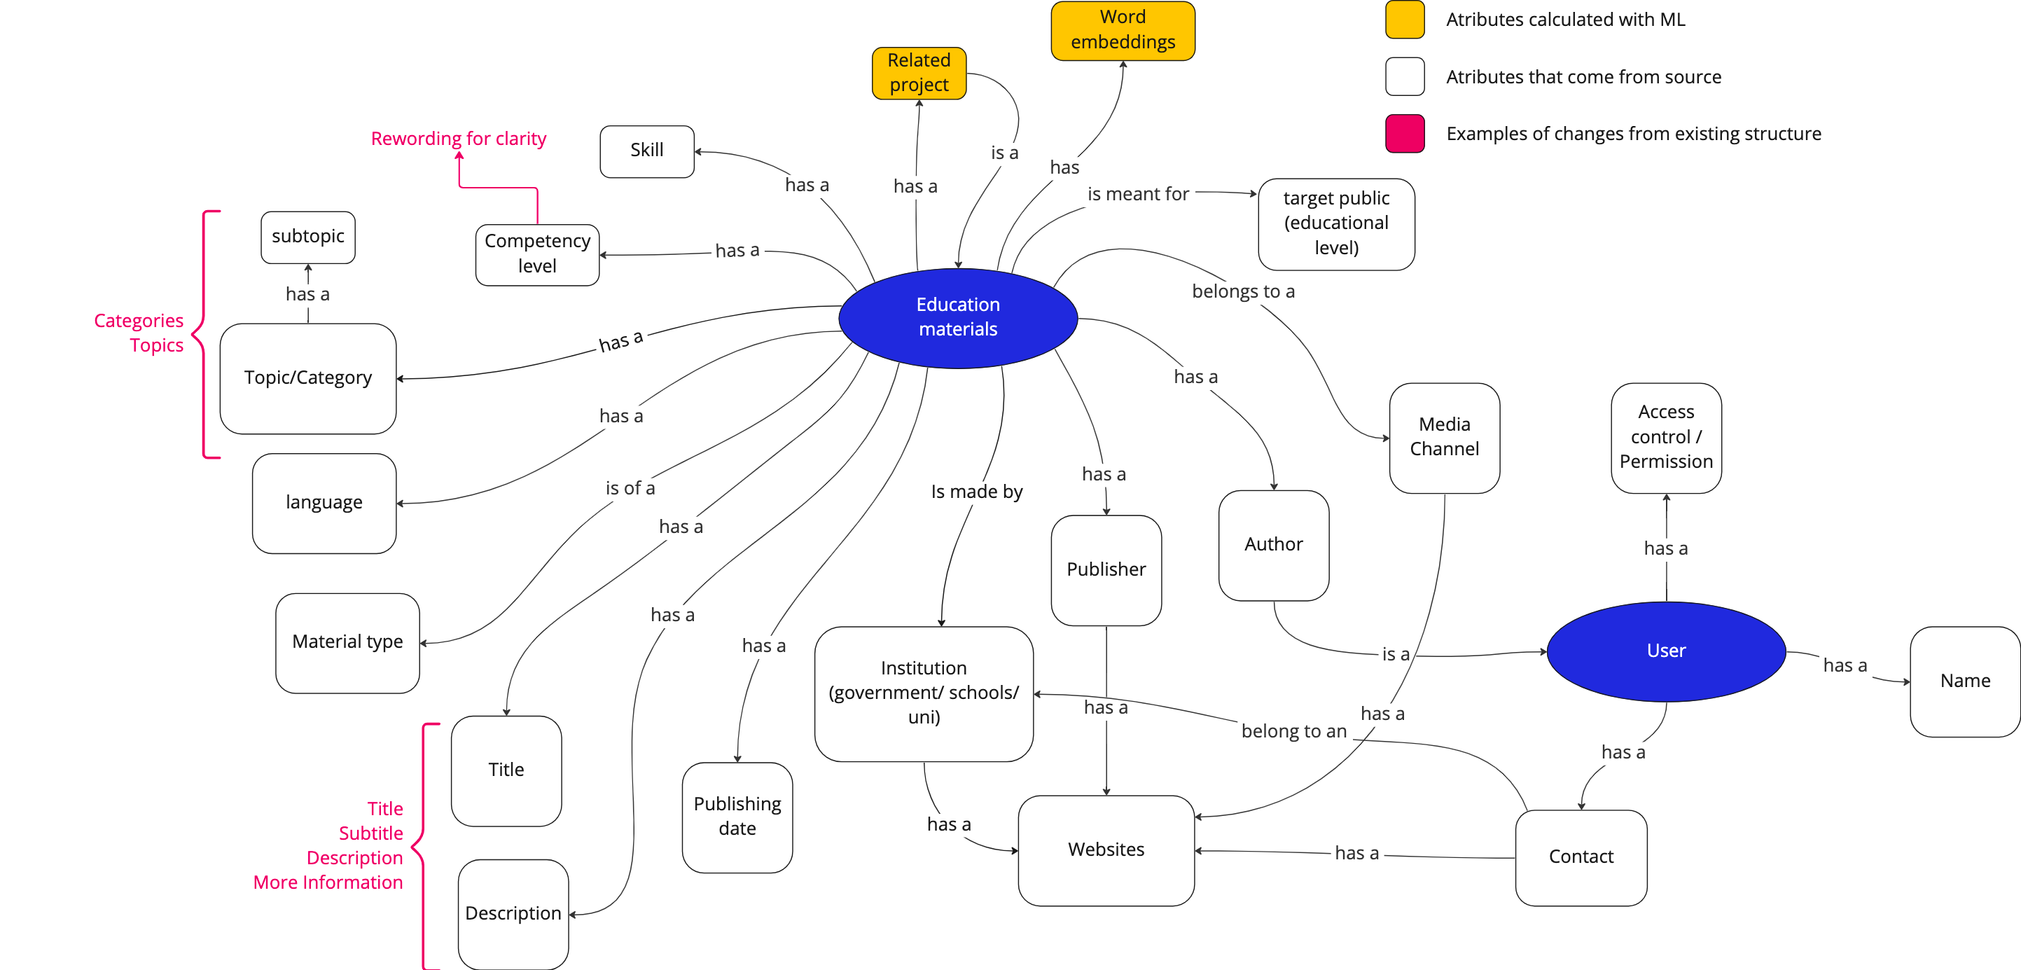 Word
embeddings
Atributes calculated with ML
Related
project
Atributes that come from source
Examples of changes from existing structure
Rewording for clarity
Skill
is a
has
has a
has a
is meant for
target public
(educational
level)
subtopic
Competency
level
has a
has a
belongs to a
Education
materials
Categories
Topics
has a
Topic/Category
has a
has a
Media
Channel
Access
control /
Permission
language
is of a
has a
has a
Is made by
has a
Author
has a
Publisher
Material type
has a
has a
is a
User
has a
Name
Institution
(government/ schools/
uni)
has a
has a
belong to an
has a
Title
Publishing
date
Title
Subtitle
Description
More Information
has a
Websites
has a
Contact
Description